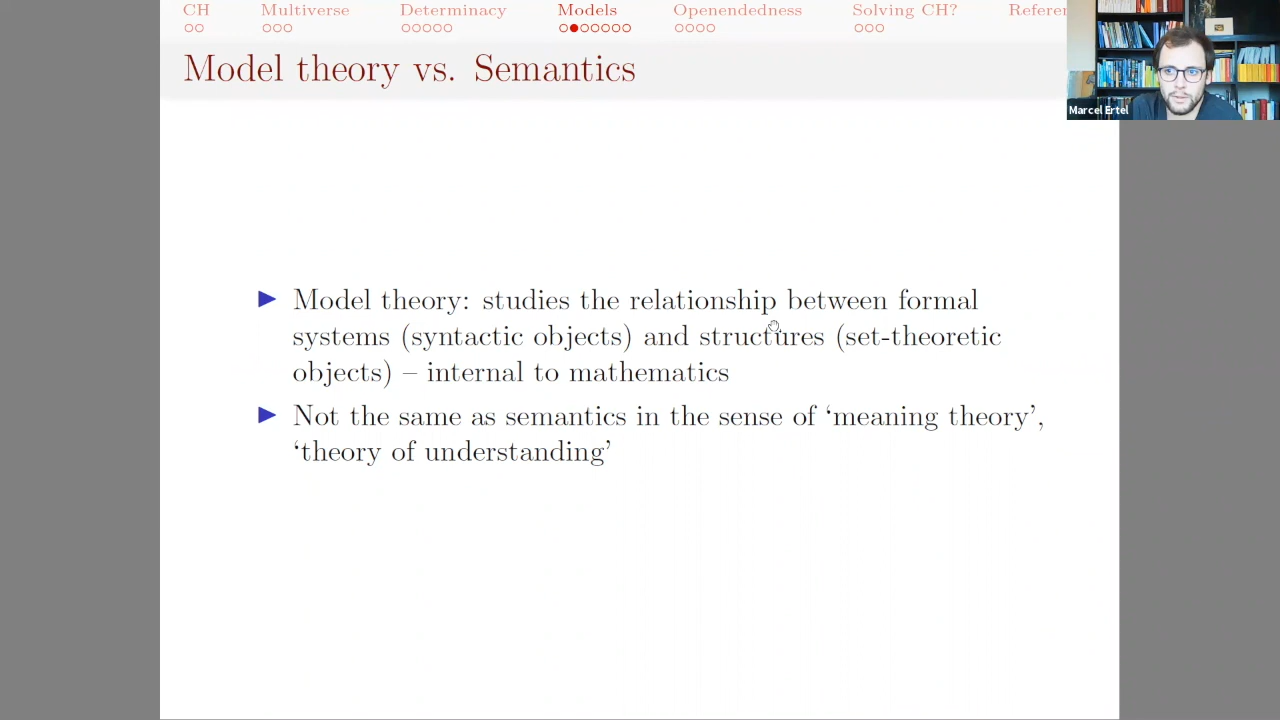 CH Multiverse Determinacy Models Openendedness Solving CH? Refer
Model theory vs. Semantics
Marcel Ertel
Model theory: studies the relationship between formal
systems (syntactic objects) and structures (set-theoretic
objects) – internal to mathematics
Not the same as semantics in the sense of ‘meaning theory’,
‘theory of understanding’